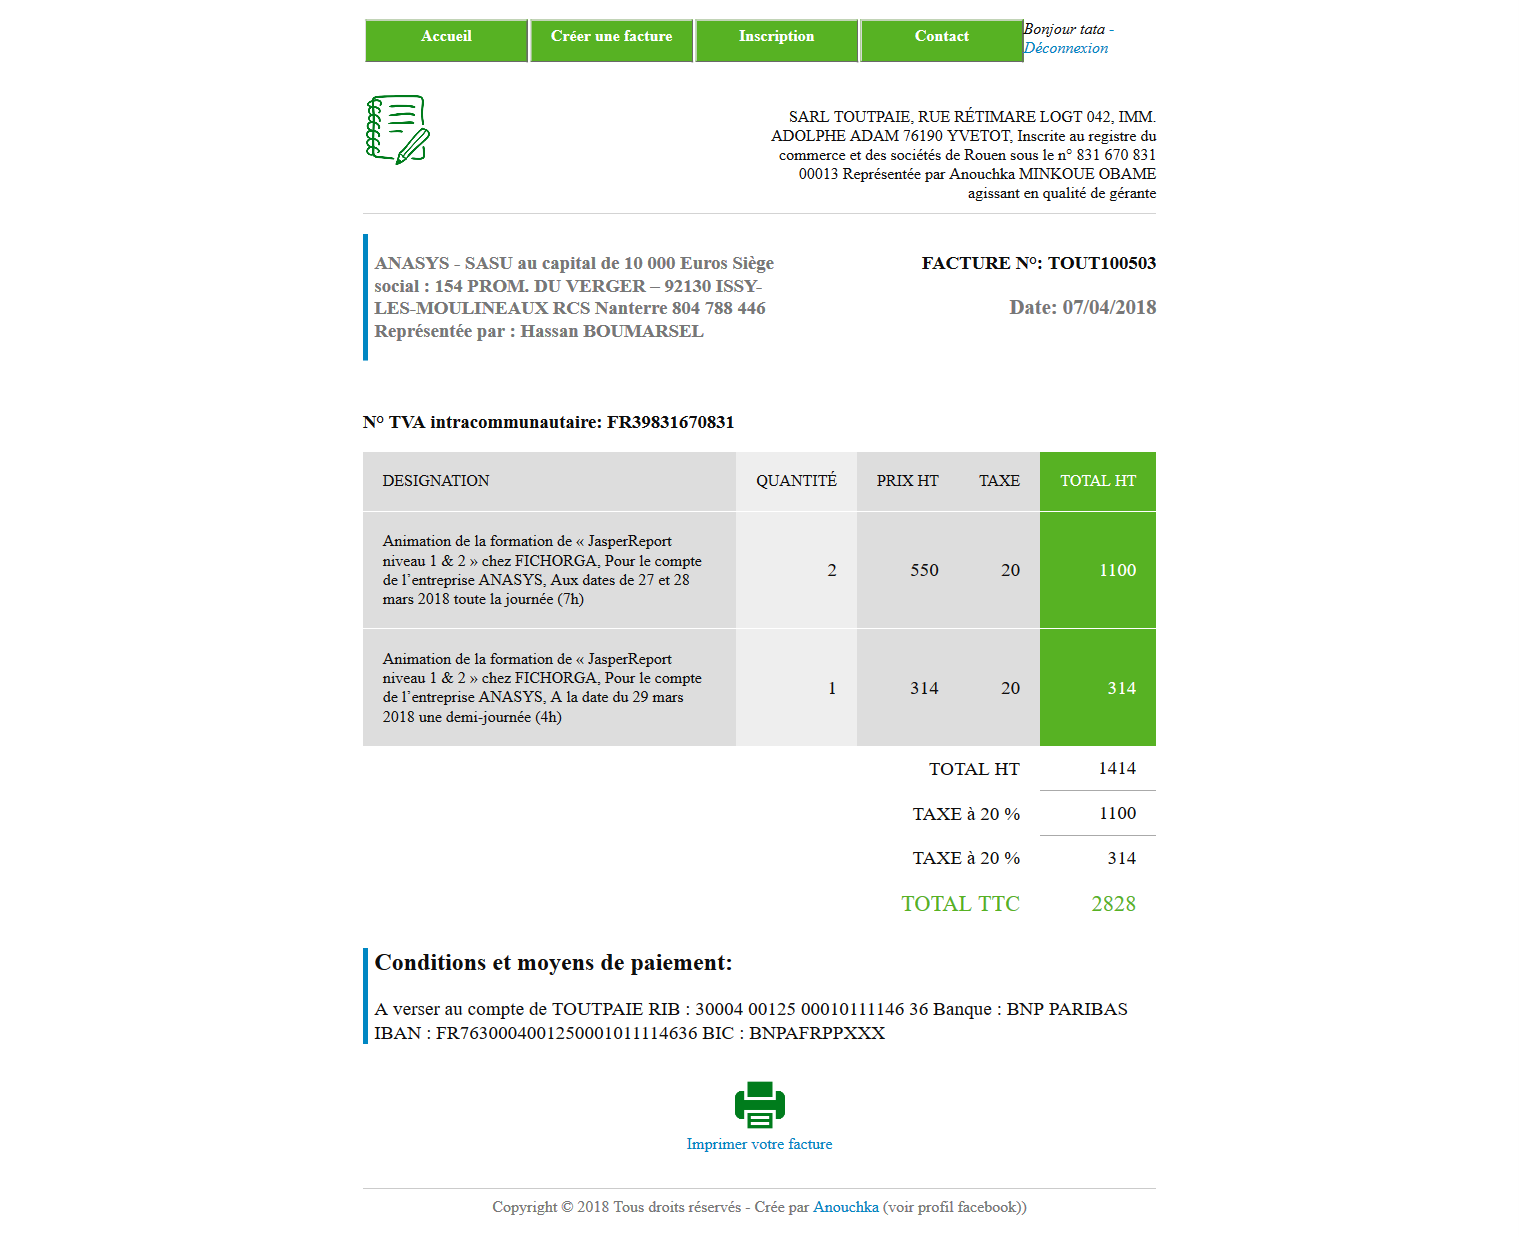 Accueil
Créer une facture
Inscription
Contact
Bonjour tata -
Déconnexion
SARL TOUTPAIE, RUE RÉTIMARE LOGT 042, IMM.
ADOLPHE ADAM 76190 YVETOT, Inscrite au registre du
commerce et des sociétés de Rouen sous le n° 831 670 831
00013 Représentée par Anouchka MINKOUE OBAME
agissant en qualité de gérante
ANASYS - SASU au capital de 10 000 Euros Siège
social : 154 PROM. DU VERGER – 92130 ISSY-
LES-MOULINEAUX RCS Nanterre 804 788 446
Représentée par : Hassan BOUMARSEL
FACTURE N°: TOUT100503
Date: 07/04/2018
N° TVA intracommunautaire: FR39831670831
DESIGNATION QUANTITÉ PRIX HT TAXE TOTAL HT
Animation de la formation de « JasperReport
niveau 1 & 2 » chez FICHORGA, Pour le compte
de l’entreprise ANASYS, Aux dates de 27 et 28
mars 2018 toute la journée (7h)
2 550 20 1100
Animation de la formation de « JasperReport
niveau 1 & 2 » chez FICHORGA, Pour le compte
de l’entreprise ANASYS, A la date du 29 mars
2018 une demi-journée (4h)
1 314 20 314
TOTAL HT 1414
TAXE à 20 % 1100
TAXE à 20 % 314
TOTAL TTC 2828
Conditions et moyens de paiement:
A verser au compte de TOUTPAIE RIB : 30004 00125 00010111146 36 Banque : BNP PARIBAS
IBAN : FR7630004001250001011114636 BIC : BNPAFRPPXXX
Imprimer votre facture
Copyright © 2018 Tous droits réservés - Crée par Anouchka (voir profil facebook))